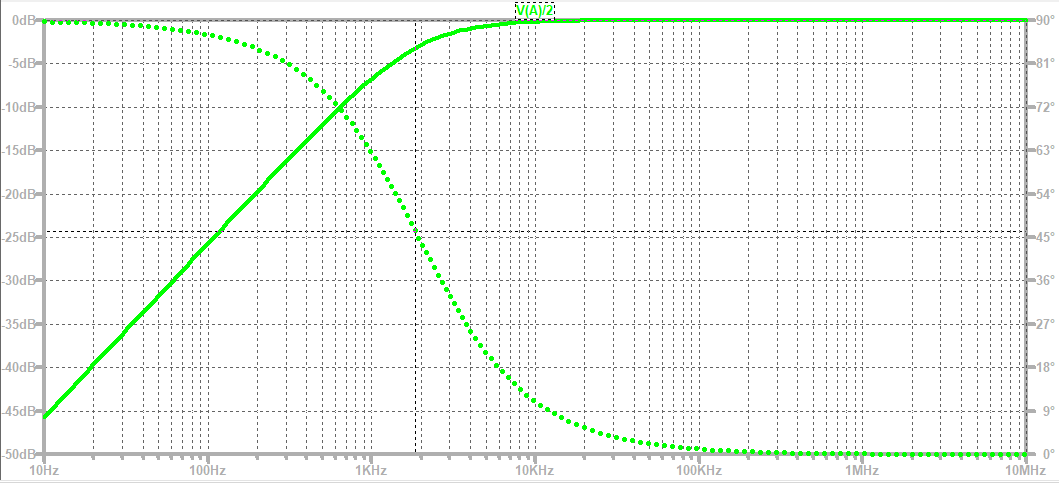 V(A)/2
0dB 90°
-5dB 81°
-10dB 72°
-15dB 63°
-20dB 54°
-25dB 45°
-30dB 36°
-35dB 27°
-40dB 18°
-45dB 9°
-50dB 0°
10Hz 100Hz 1KHz 10KHz 100KHz 1MHz 10MHz